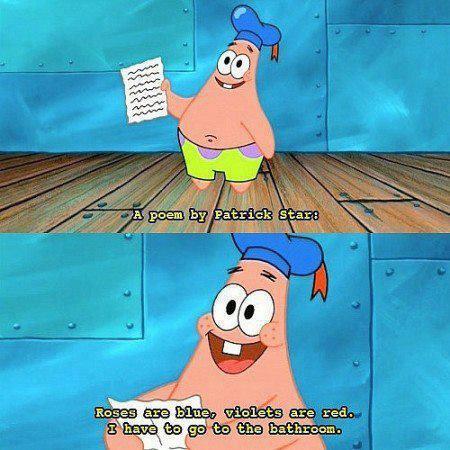 A poem by Patrick Star:
Roses are blue, violets are red.
I have to go to the bathroom.